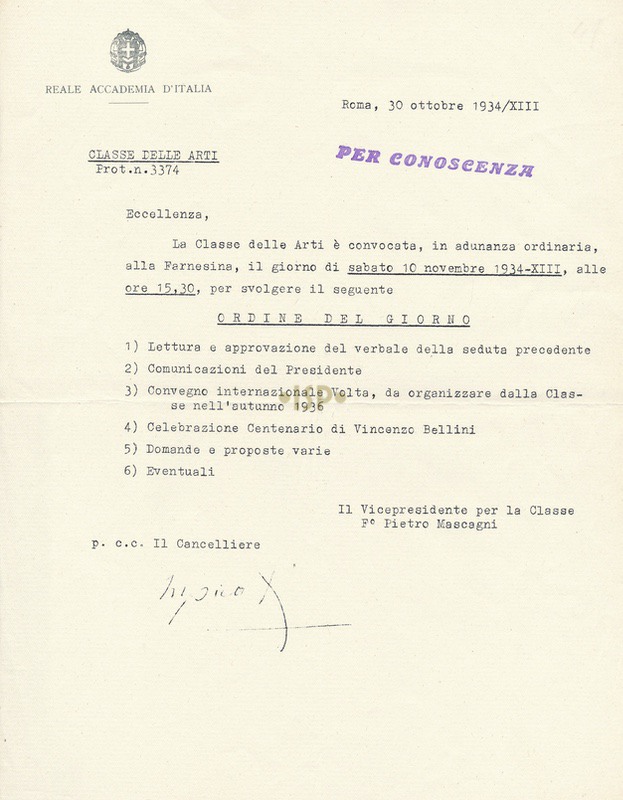 REALE ACCADEMIA D'ITALIA
Roma, 30 ottobre 1934/XIII
CLASSE DELLE ARTI
Prot.n.3374
PER CONOSCENZA
Eccellenza,
La Classe delle Arti è convocata, in adunanza ordinaria,
alla Farnesina, il giorno di sabato 10 novembre 1934-XIII, alle
ore 15,30, per svolgere il seguente
ORDINE DEL GIORNO
1) Lettura e approvazione del verbale della seduta precedente
2) Comunicazioni del Presidente
3) Convegno internazionale Volta, da organizzare dalla Clas-
se nell'autunno 1936
4) Celebrazione Centenario di Vincenzo Bellini
5) Domande e proposte varie
6) Eventuali
Il Vicepresidente per la Classe
F° Pietro Mascagni
p. c.c. Il Cancelliere